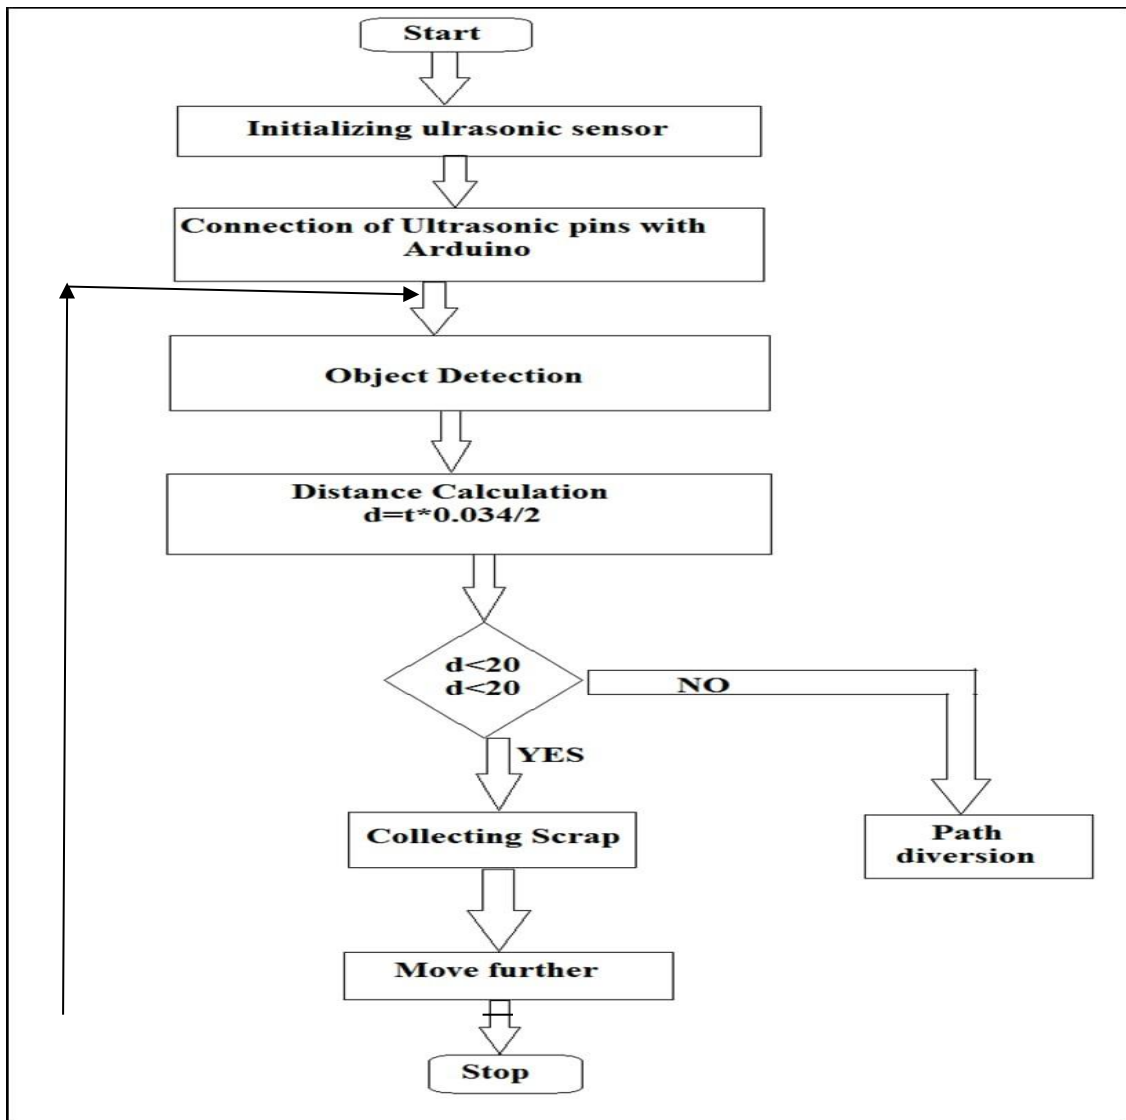 Start
Initializing ulrasonic sensor
Connection of Ultrasonic pins with
Arduino
Object Detection
Distance Calculation
d=t*0.034/2
d<20
d<20
NO
YES
Collecting Scrap
Path
diversion
Move further
Stop